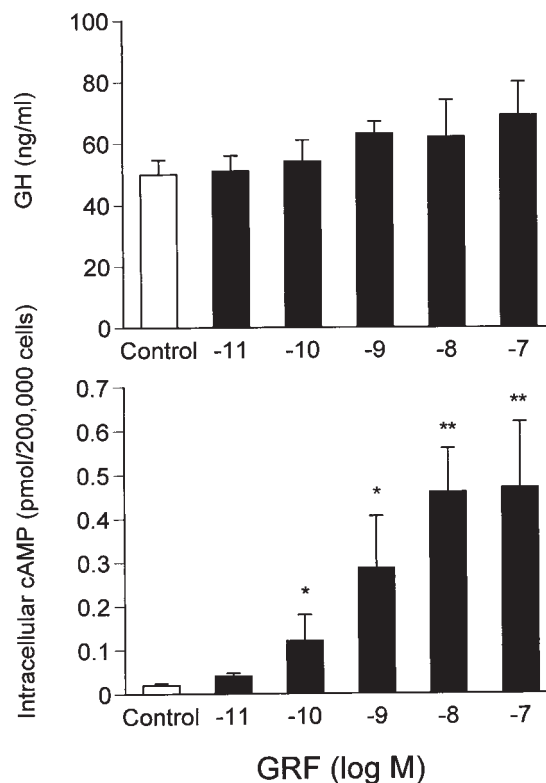 GH (ng/ml)
100
80
60
40
20
0
Control -11 -10 -9 -8 -7
Intracellular cAMP (pmol/200,000 cells)
0.7
0.6
0.5
0.4
0.3
0.2
0.1
0
* * ** **
Control -11 -10 -9 -8 -7
GRF (log M)